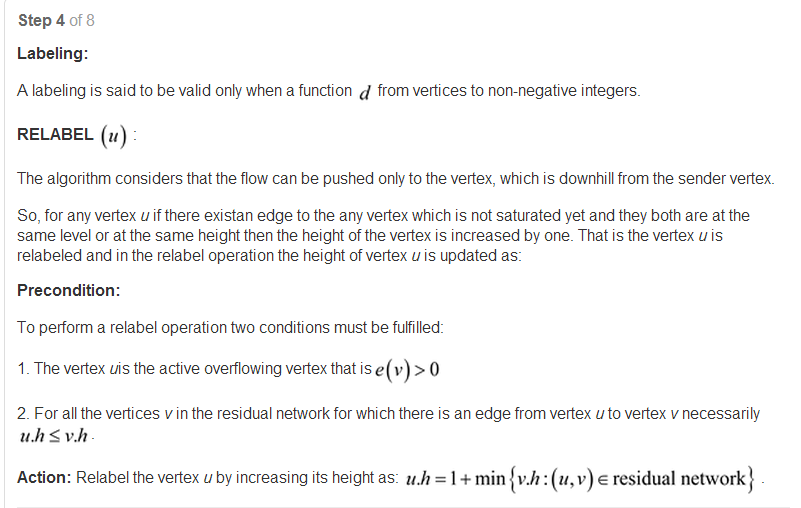 Step 4 of 8
Labeling:
A labeling is said to be valid only when a function d from vertices to non-negative integers.
RELABEL (u) :
The algorithm considers that the flow can be pushed only to the vertex, which is downhill from the sender vertex.
So, for any vertex u if there existan edge to the any vertex which is not saturated yet and they both are at the
same level or at the same height then the height of the vertex is increased by one. That is the vertex u is
relabeled and in the relabel operation the height of vertex u is updated as:
Precondition:
To perform a relabel operation two conditions must be fulfilled:
1. The vertex uis the active overflowing vertex that is e(v) > 0
2. For all the vertices v in the residual network for which there is an edge from vertex u to vertex v necessarily
u.h ≤ v.h .
Action: Relabel the vertex u by increasing its height as: u.h = 1 + min{v.h : (u,v) ∈ residual network} .